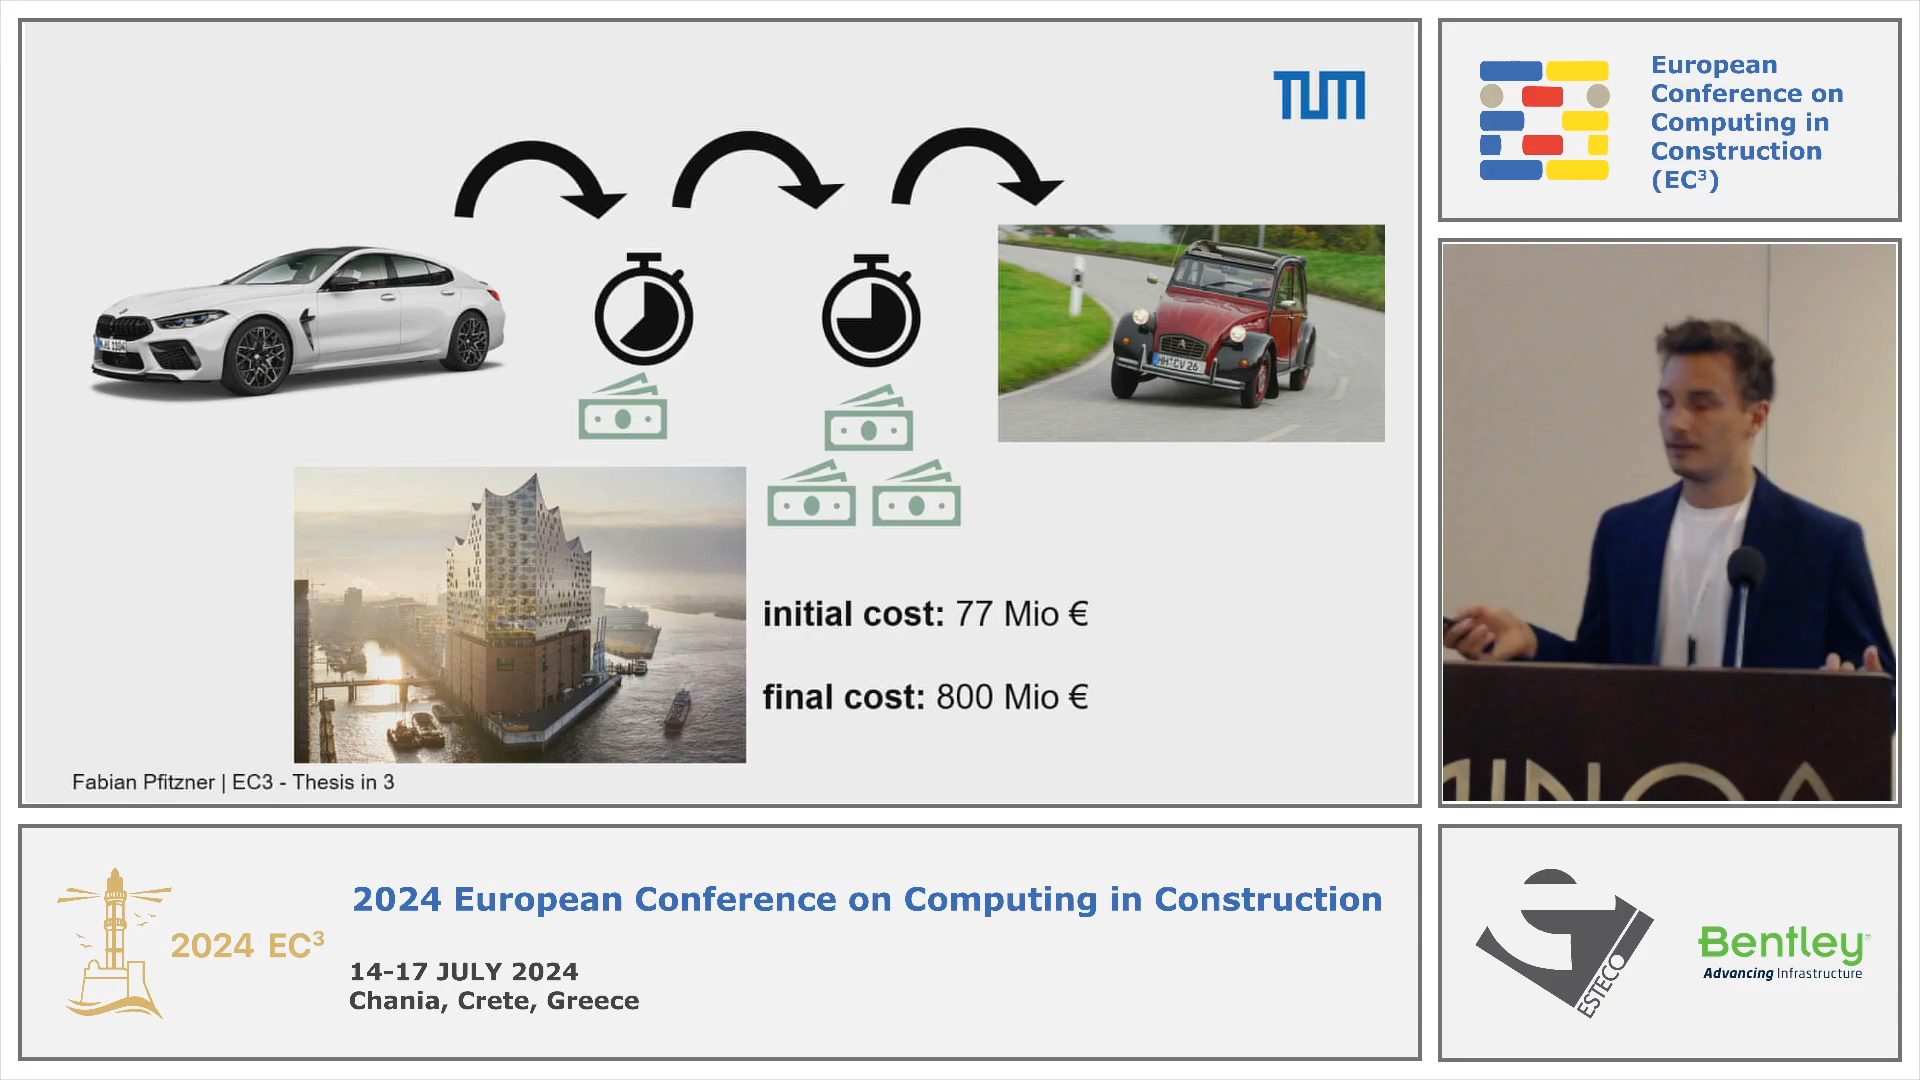 TUM
initial cost: 77 Mio €
final cost: 800 Mio €
Fabian Pfitzner | EC3 - Thesis in 3
European
Conference on
Computing in
Construction
(EC³)
MINOA
2024 EC³
2024 European Conference on Computing in Construction
14-17 JULY 2024
Chania, Crete, Greece
ESTECO
Bentley®
Advancing Infrastructure